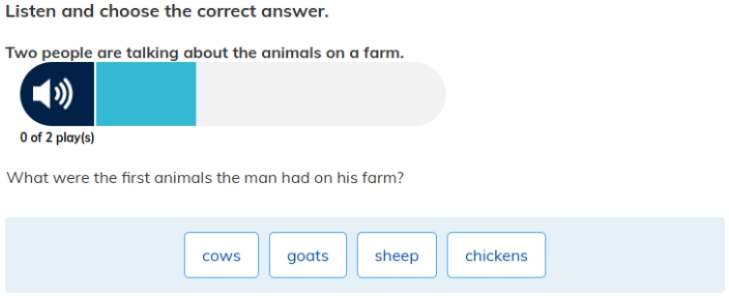 Listen and choose the correct answer.
Two people are talking about the animals on a farm.
0 of 2 play(s)
What were the first animals the man had on his farm?
cows goats sheep chickens